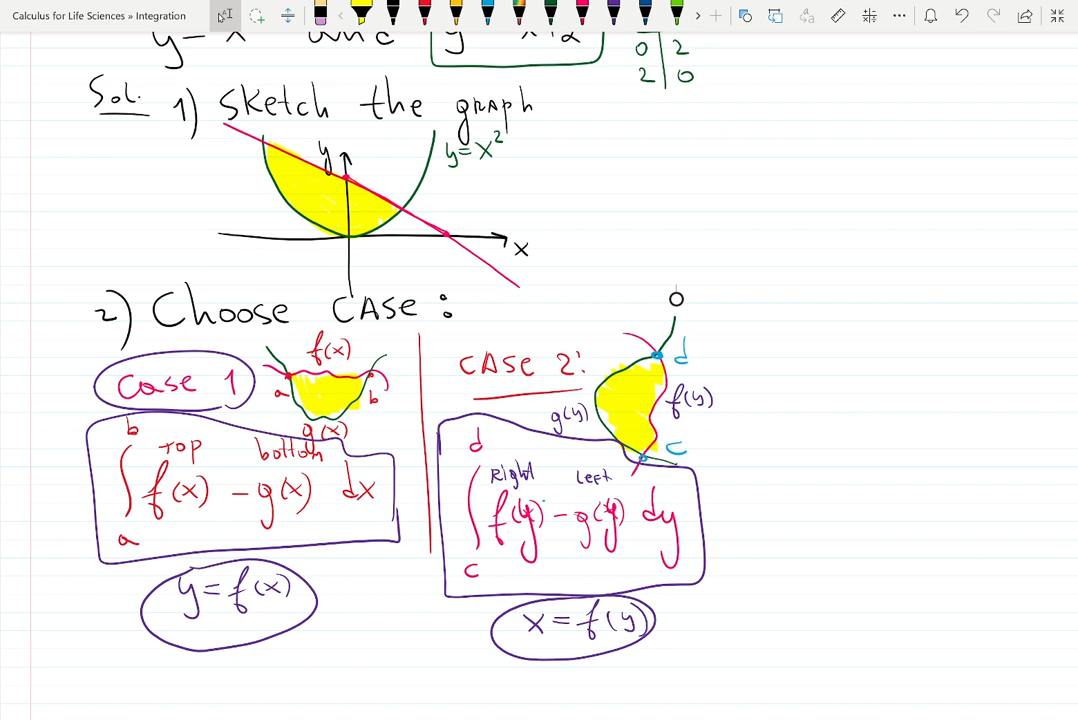 Calculus for Life Sciences » Integration
0 | 2
2 | 0
Sol. 1) Sketch the graph
y
y=x²
x
2) Choose CASE:
Case 1
f(x)
a
b
g(x)
b
∫ f(x) - g(x) dx
top bottom
a
y = f(x)
CASE 2:
d
g(y)
f(y)
c
d
Right Left
∫ f(y) - g(y) dy
c
x = f(y)